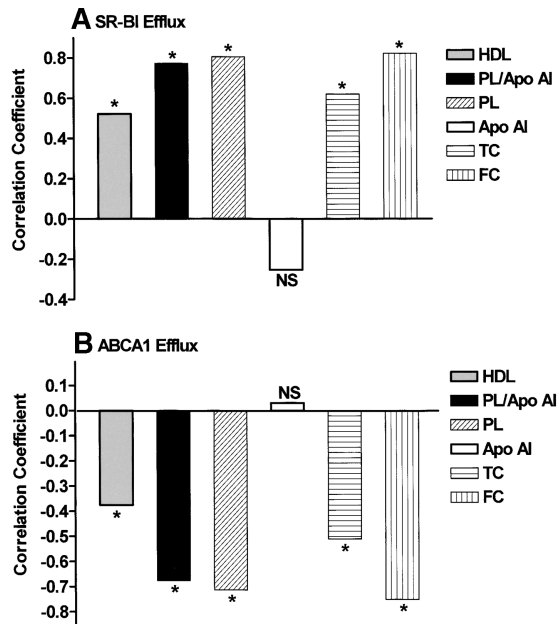 A SR-BI Efflux
Correlation Coefficient
0.8
0.6
0.4
0.2
0.0
-0.2
-0.4
*
*
*
NS
*
*
HDL
PL/Apo AI
PL
Apo AI
TC
FC
B ABCA1 Efflux
Correlation Coefficient
0.1
0.0
-0.1
-0.2
-0.3
-0.4
-0.5
-0.6
-0.7
-0.8
*
*
*
NS
*
*
HDL
PL/Apo AI
PL
Apo AI
TC
FC